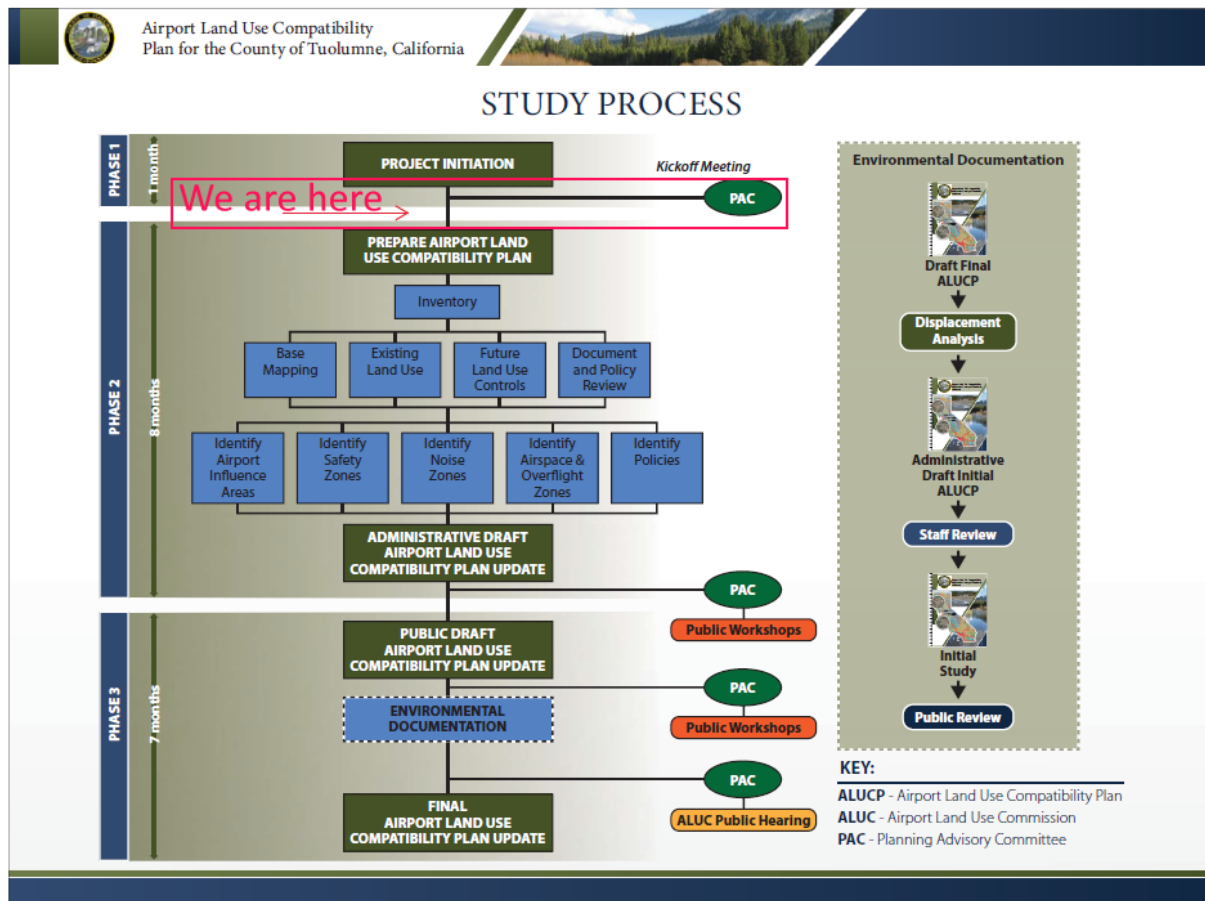 Airport Land Use Compatibility
Plan for the County of Tuolumne, California
STUDY PROCESS
PHASE 1
1 month
PROJECT INITIATION
Kickoff Meeting
We are here
PAC
PHASE 2
8 months
PREPARE AIRPORT LAND
USE COMPATIBILITY PLAN
Inventory
Base
Mapping
Existing
Land Use
Future
Land Use
Controls
Document
and Policy
Review
Identify
Airport
Influence
Areas
Identify
Safety
Zones
Identify
Noise
Zones
Identify
Airspace &
Overflight
Zones
Identify
Policies
ADMINISTRATIVE DRAFT
AIRPORT LAND USE
COMPATIBILITY PLAN UPDATE
PAC
Public Workshops
PHASE 3
7 months
PUBLIC DRAFT
AIRPORT LAND USE
COMPATIBILITY PLAN UPDATE
PAC
Public Workshops
ENVIRONMENTAL
DOCUMENTATION
PAC
ALUC Public Hearing
FINAL
AIRPORT LAND USE
COMPATIBILITY PLAN UPDATE
Environmental Documentation
Draft Final
ALUCP
Displacement
Analysis
Administrative
Draft Initial
ALUCP
Staff Review
Initial
Study
Public Review
KEY:
ALUCP - Airport Land Use Compatibility Plan
ALUC - Airport Land Use Commission
PAC - Planning Advisory Committee